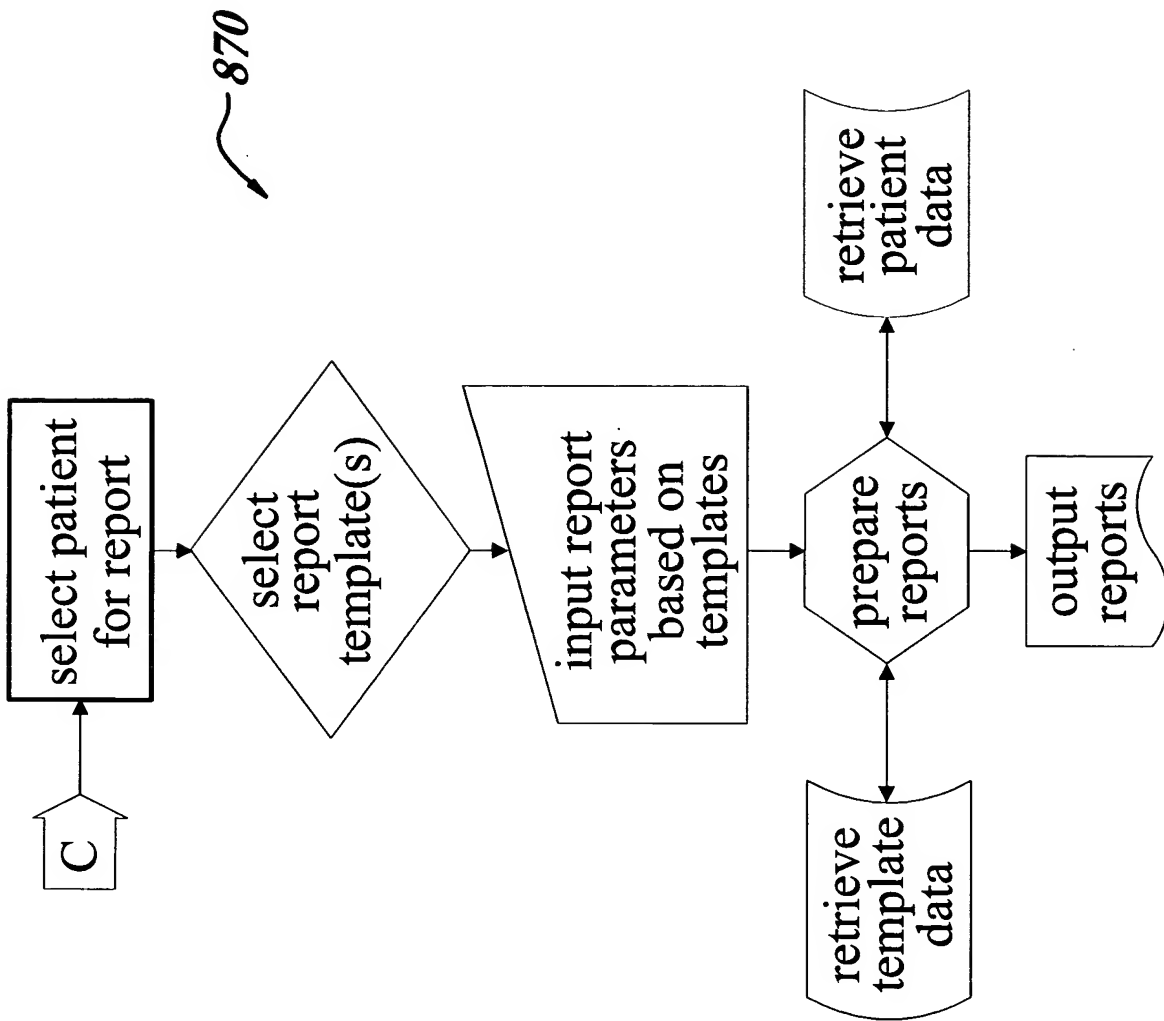 870
C
select patient
for report
select
report
template(s)
input report
parameters
based on
templates
retrieve
template
data
prepare
reports
retrieve
patient
data
output
reports